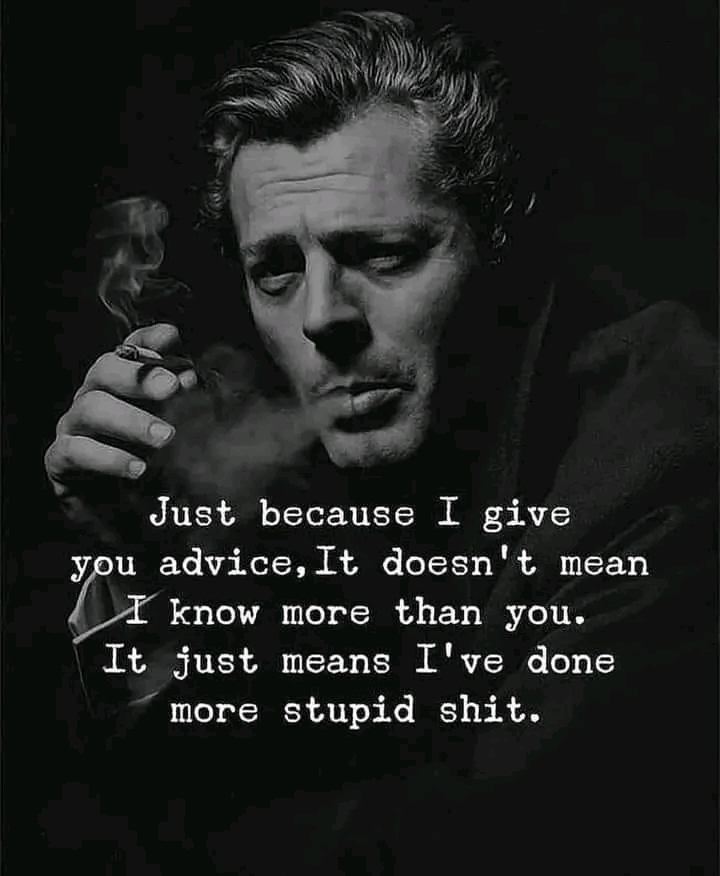 Just because I give
you advice,It doesn't mean
I know more than you.
It just means I've done
more stupid shit.